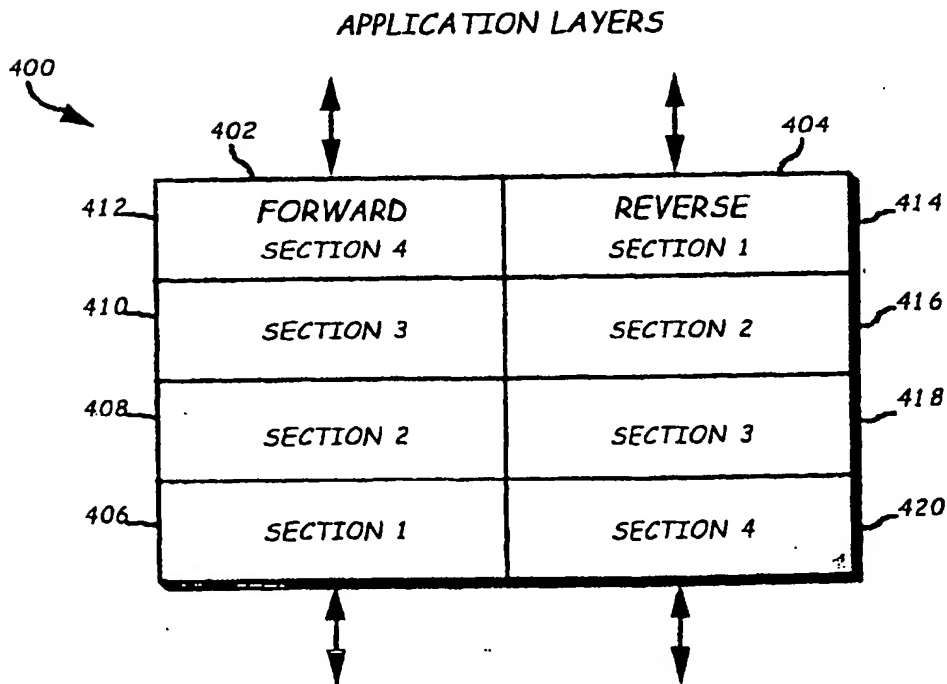 APPLICATION LAYERS
400
402
404
412
FORWARD
REVERSE
414
SECTION 4
SECTION 1
410
SECTION 3
SECTION 2
416
408
SECTION 2
SECTION 3
418
406
SECTION 1
SECTION 4
420